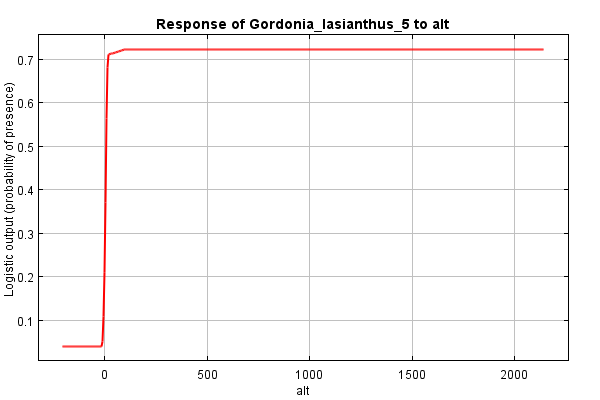 Response of Gordonia_lasianthus_5 to alt
Logistic output (probability of presence)
0.7
0.6
0.5
0.4
0.3
0.2
0.1
0 500 1000 1500 2000
alt